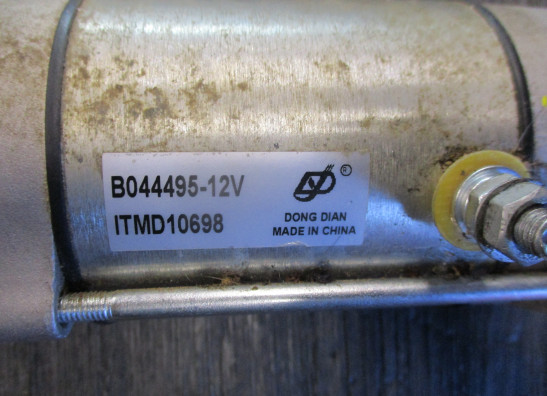 B044495-12V
ITMD10698
®
DONG DIAN
MADE IN CHINA